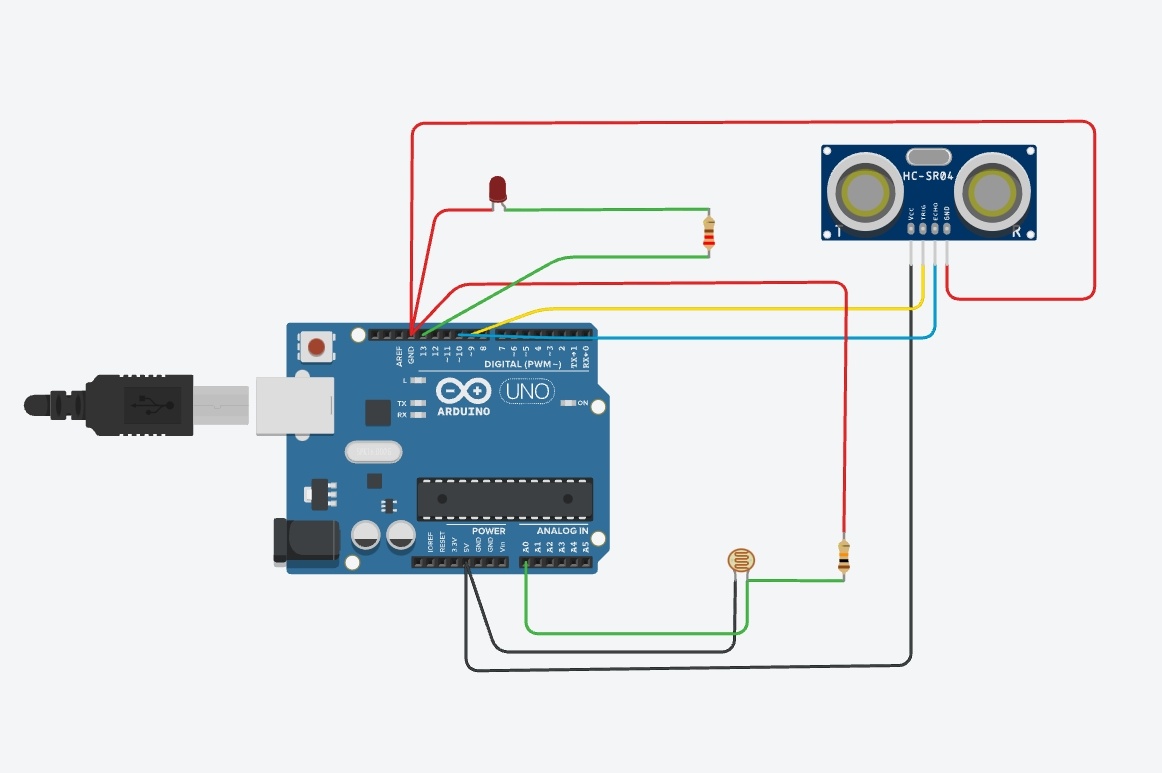 HC-SR04
VCC
TRIG
ECHO
GND
T
R
AREF
GND
13
12
~11
~10
~9
8
7
~6
~5
4
~3
2
TX→1
RX←0
DIGITAL (PWM~)
L
TX
RX
ARDUINO
UNO
ON
POWER
ANALOG IN
IOREF
RESET
3.3V
5V
GND
GND
Vin
A0
A1
A2
A3
A4
A5